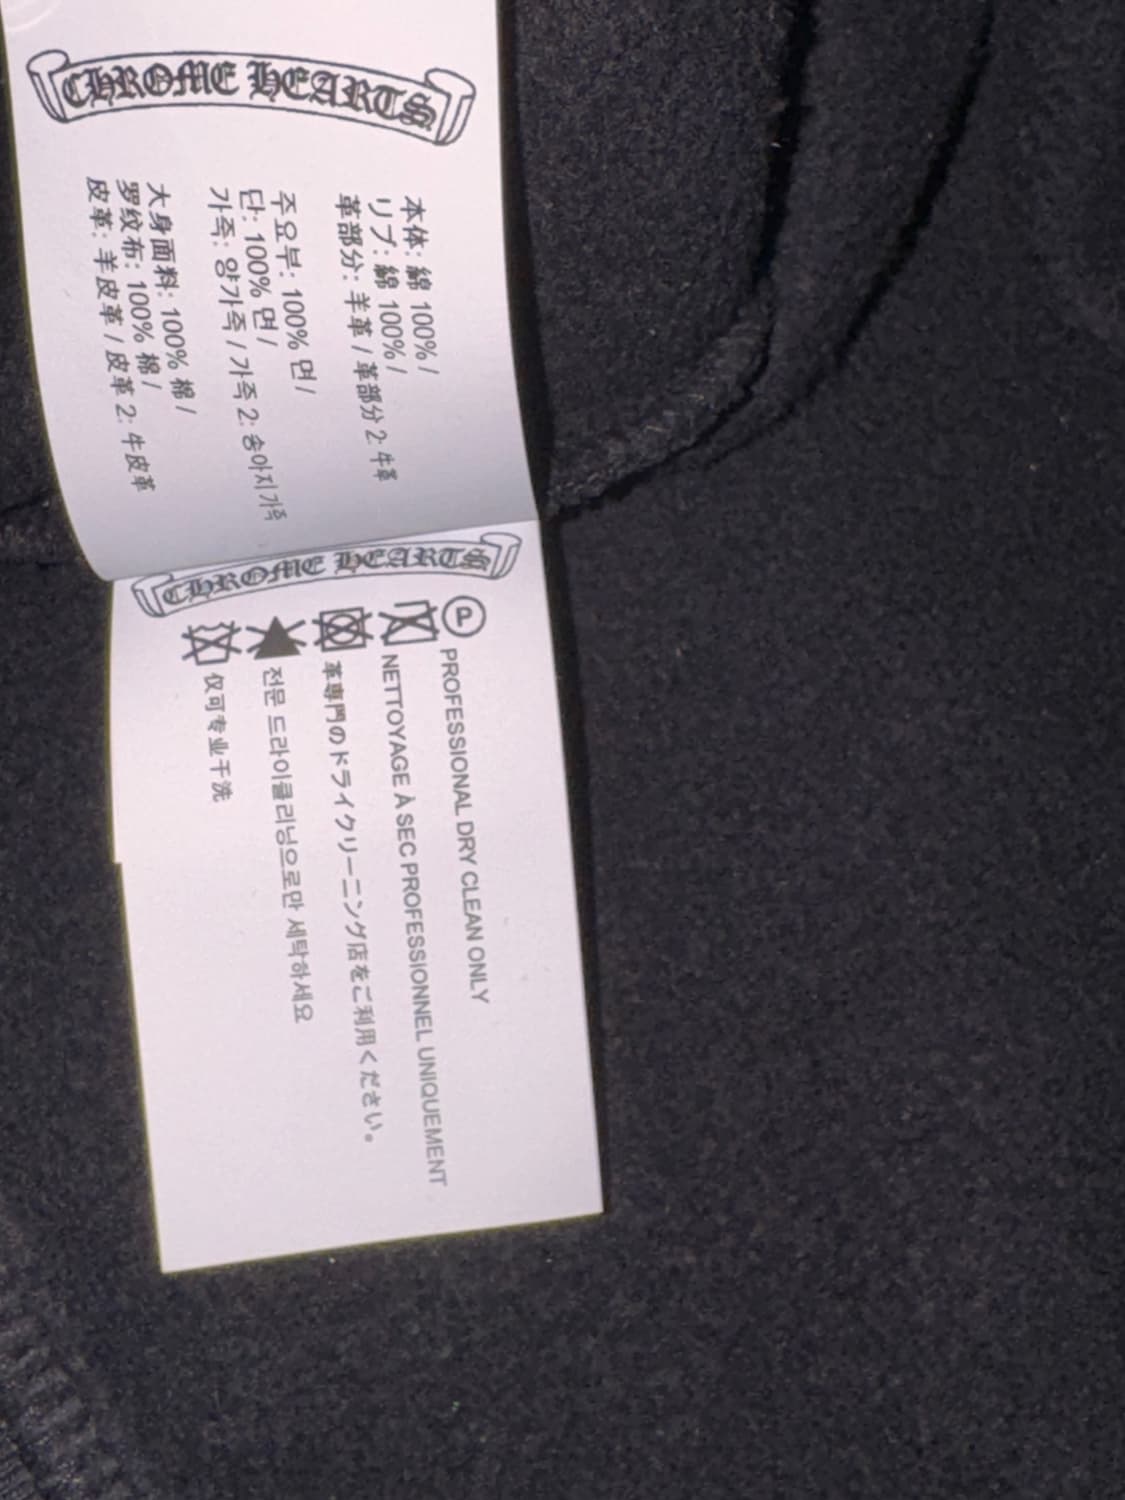 CHROME HEARTS
本体: 綿 100% /
リブ: 綿 100% /
革部分: 羊革 / 革部分 2: 牛革
주요부: 100% 면 /
단: 100% 면 /
가죽: 양가죽 / 가죽 2: 송아지가죽
大身面料: 100% 棉 /
罗纹布: 100% 棉 /
皮革: 羊皮革 / 皮革 2: 牛皮革
CHROME HEARTS
P PROFESSIONAL DRY CLEAN ONLY
NETTOYAGE À SEC PROFESSIONNEL UNIQUEMENT
革専門のドライクリーニング店をご利用ください。
전문 드라이클리닝으로만 세탁하세요
仅可专业干洗